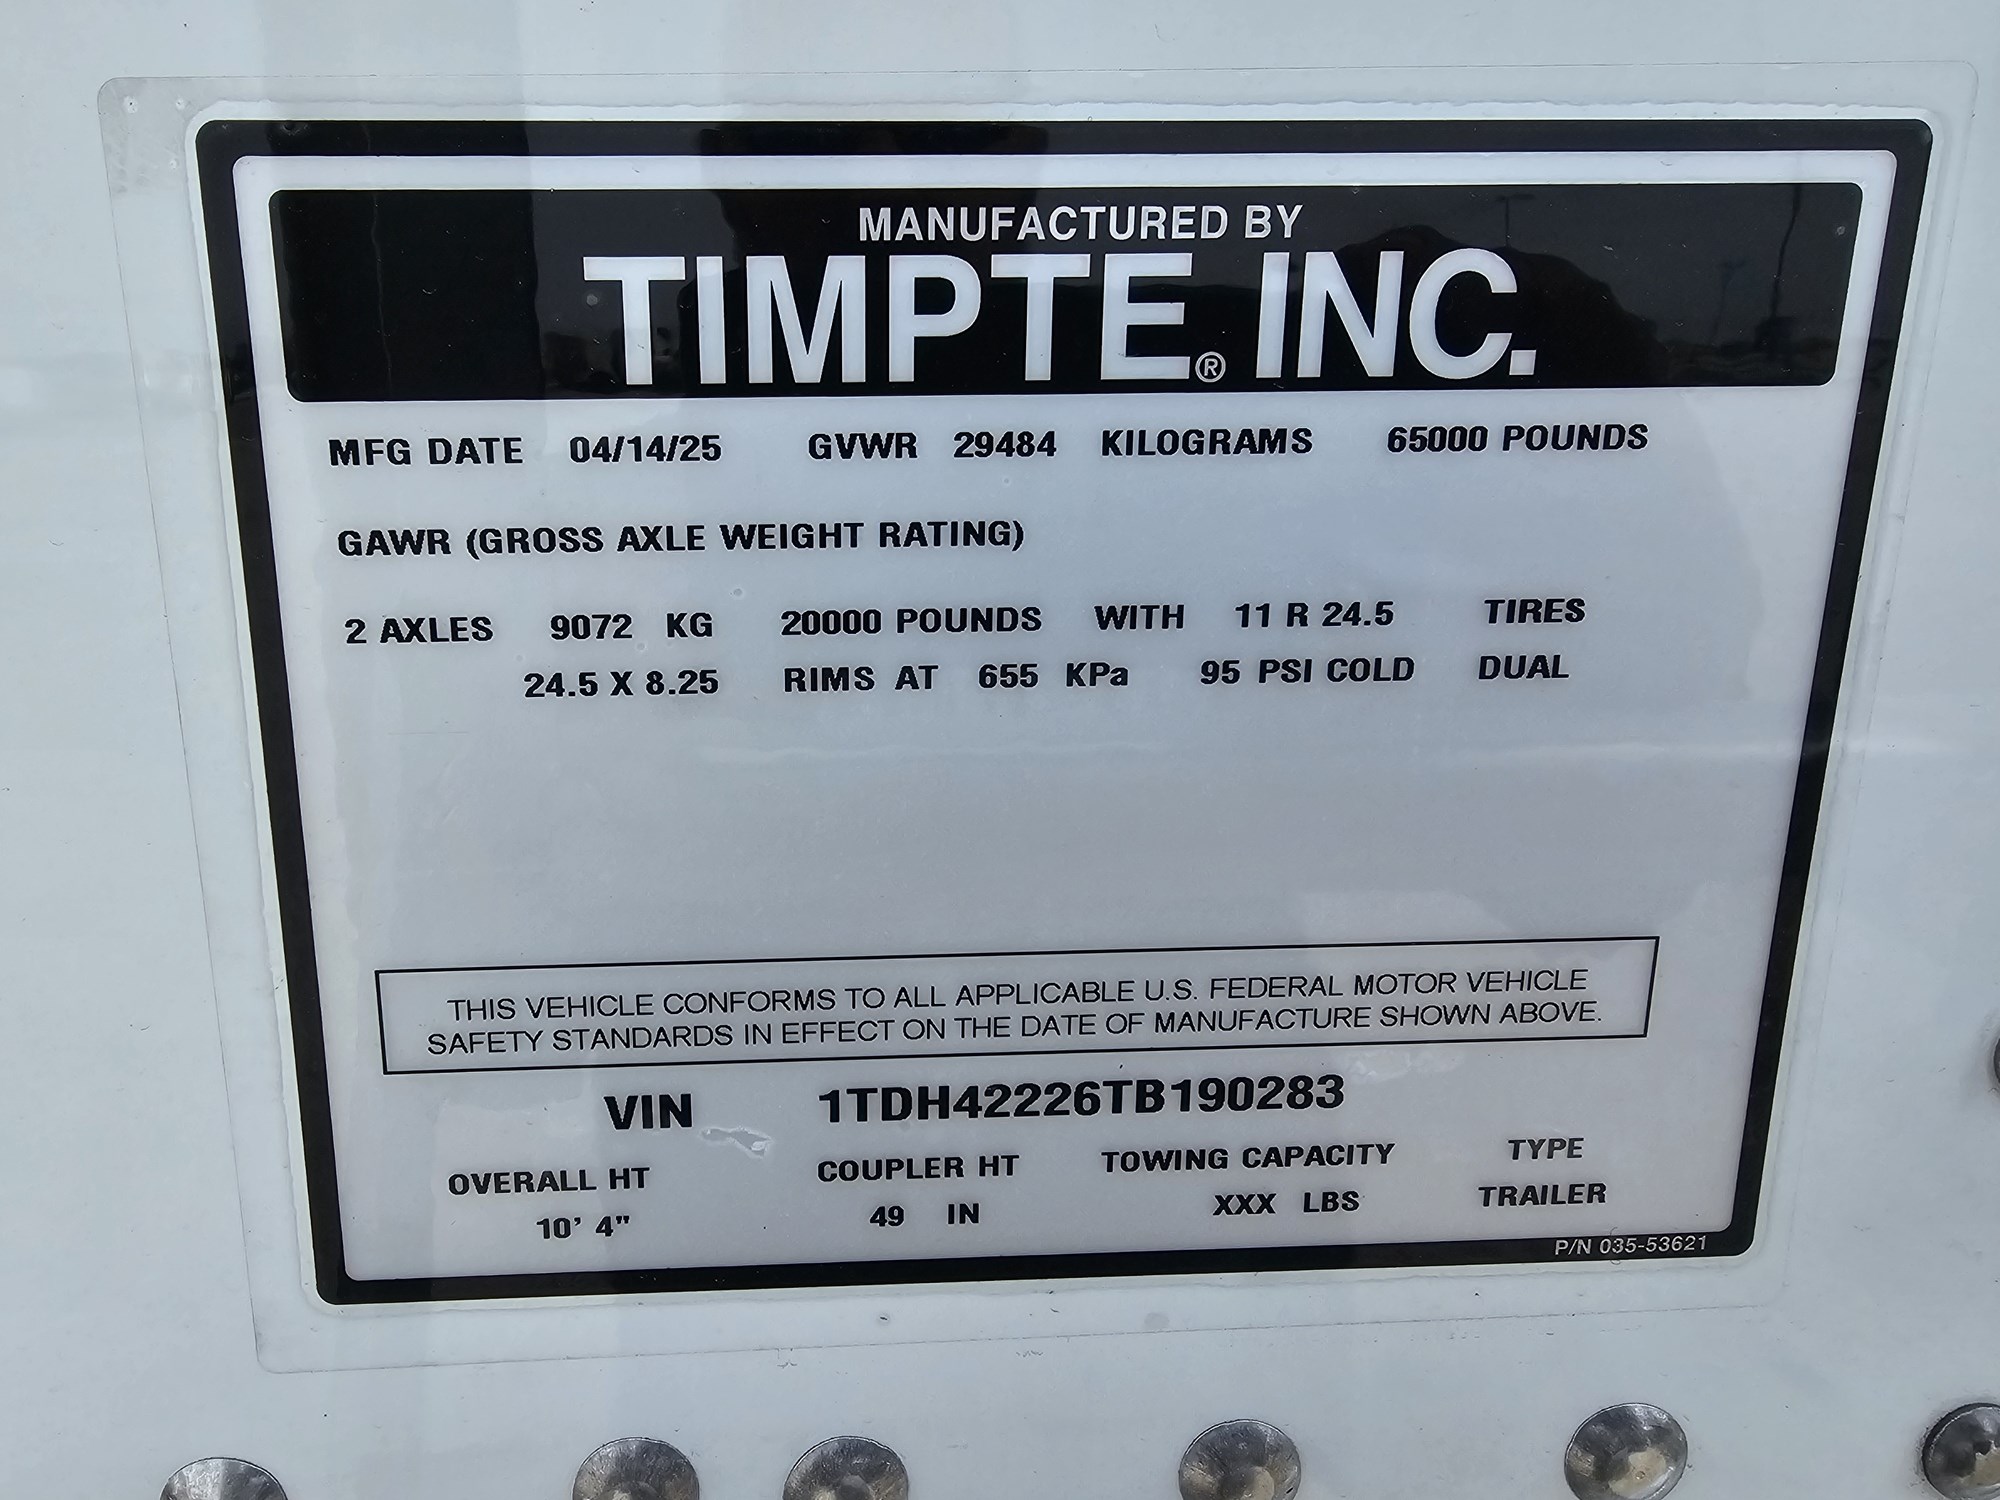 MANUFACTURED BY
TIMPTE® INC.
MFG DATE 04/14/25 GVWR 29484 KILOGRAMS 65000 POUNDS
GAWR (GROSS AXLE WEIGHT RATING)
2 AXLES 9072 KG 20000 POUNDS WITH 11 R 24.5 TIRES
24.5 X 8.25 RIMS AT 655 KPa 95 PSI COLD DUAL
THIS VEHICLE CONFORMS TO ALL APPLICABLE U.S. FEDERAL MOTOR VEHICLE
SAFETY STANDARDS IN EFFECT ON THE DATE OF MANUFACTURE SHOWN ABOVE.
VIN 1TDH42226TB190283
OVERALL HT COUPLER HT TOWING CAPACITY TYPE
10' 4" 49 IN XXX LBS TRAILER
P/N 035-53621